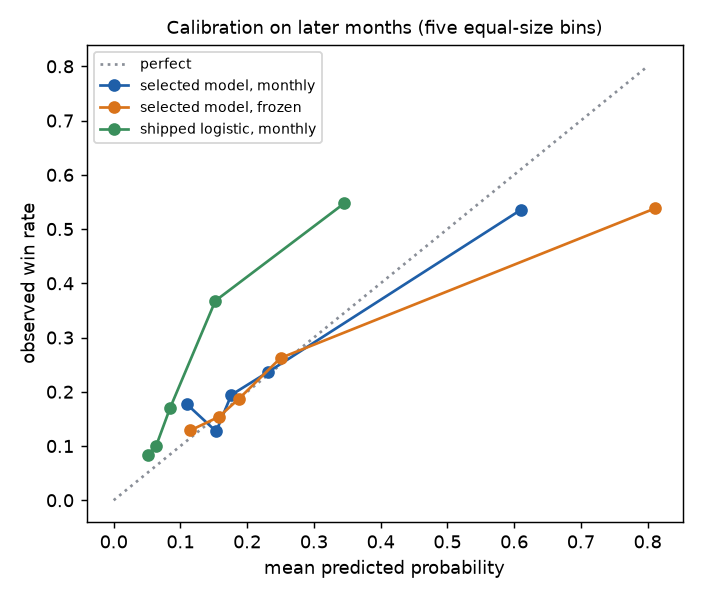 Calibration on later months (five equal-size bins)
perfect
selected model, monthly
selected model, frozen
shipped logistic, monthly
observed win rate
0.8
0.7
0.6
0.5
0.4
0.3
0.2
0.1
0.0
0.0 0.1 0.2 0.3 0.4 0.5 0.6 0.7 0.8
mean predicted probability